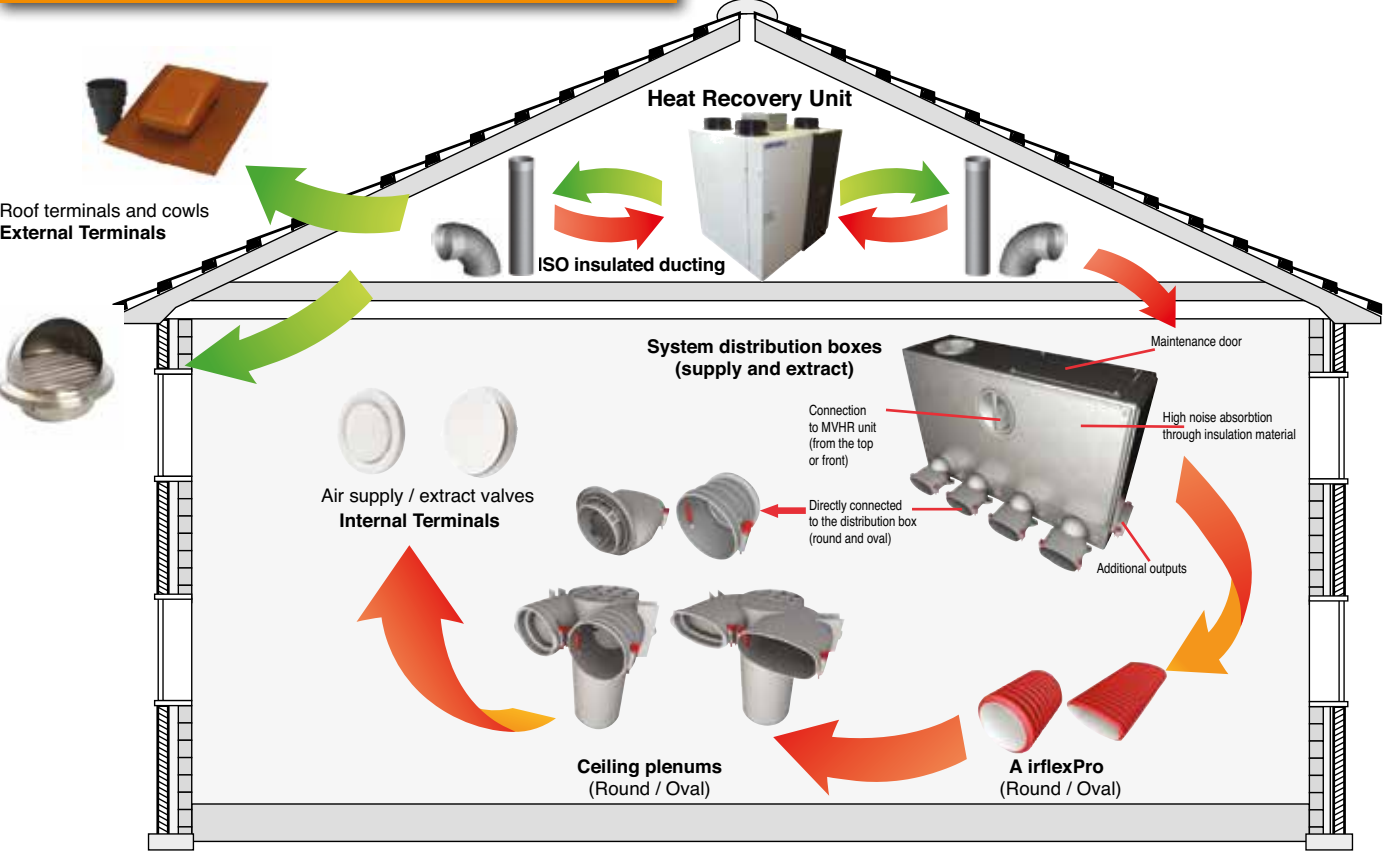 Heat Recovery Unit
Roof terminals and cowls
External Terminals
ISO insulated ducting
System distribution boxes
(supply and extract)
Maintenance door
Connection
to MVHR unit
(from the top
or front)
High noise absorbtion
through insulation material
Air supply / extract valves
Internal Terminals
Directly connected
to the distribution box
(round and oval)
Additional outputs
Ceiling plenums
(Round / Oval)
A irflexPro
(Round / Oval)